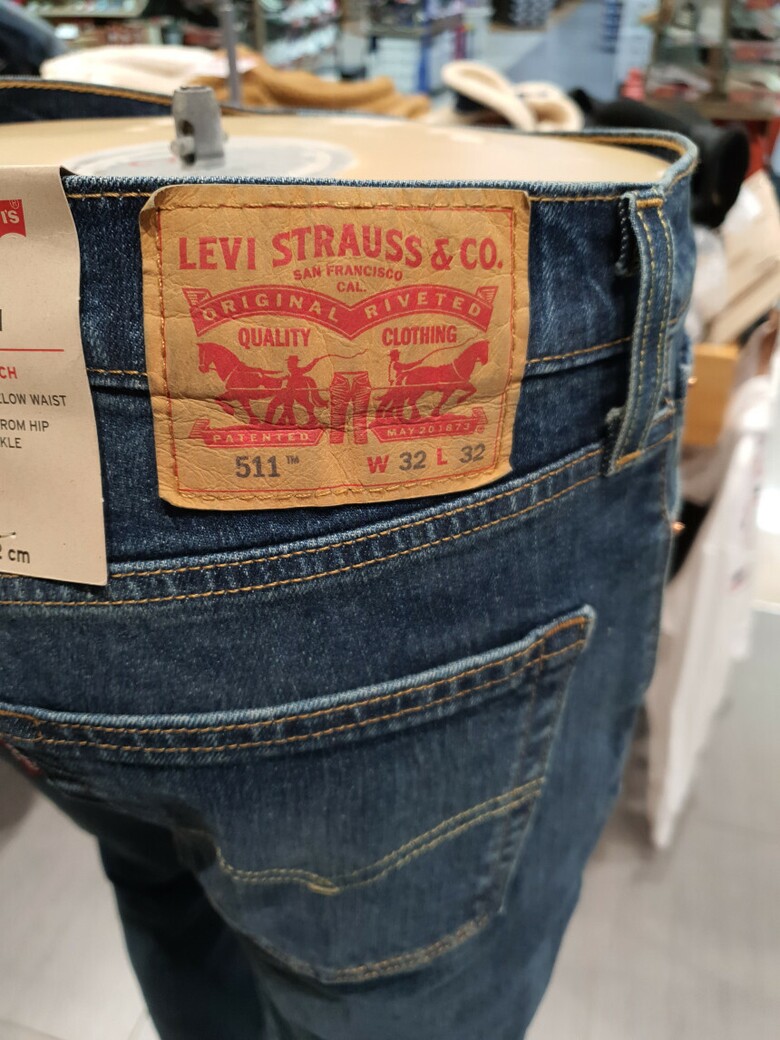 LEVI STRAUSS & CO.
SAN FRANCISCO
CAL.
ORIGINAL RIVETED
QUALITY CLOTHING
PATENTED MAY 20 1873
511™ W 32 L 32
I'S
CH
LOW WAIST
ROM HIP
KLE
cm